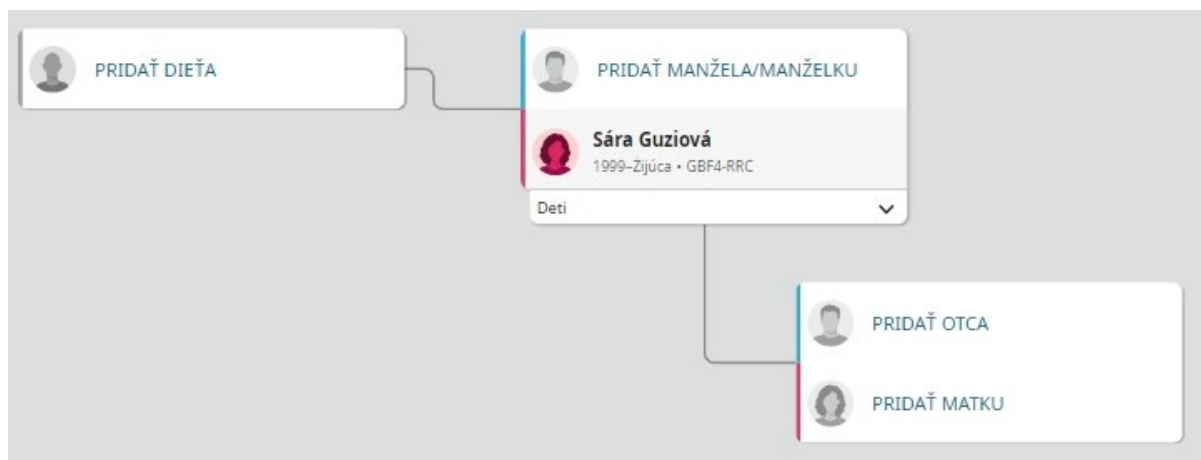 PRIDAŤ DIEŤA
PRIDAŤ MANŽELA/MANŽELKU
Sára Guziová
1999–Žijúca • GBF4-RRC
Deti
PRIDAŤ OTCA
PRIDAŤ MATKU